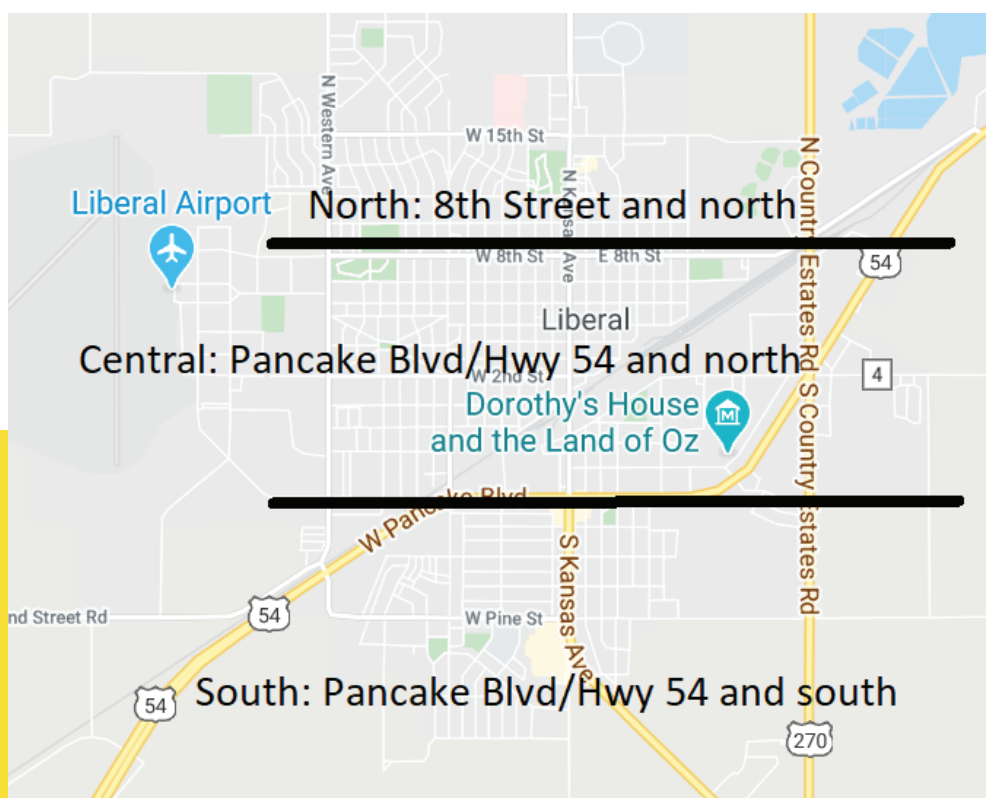 N Western Ave
W 15th St
N Country Estates Rd
Liberal Airport
North: 8th Street and north
N Kansas Ave
W 8th St
E 8th St
54
Liberal
Central: Pancake Blvd/Hwy 54 and north
W 2nd St
4
Dorothy's House
and the Land of Oz
S Country Estates Rd
W Pancake Blvd
S Kansas Ave
nd Street Rd
54
W Pine St
54
South: Pancake Blvd/Hwy 54 and south
270